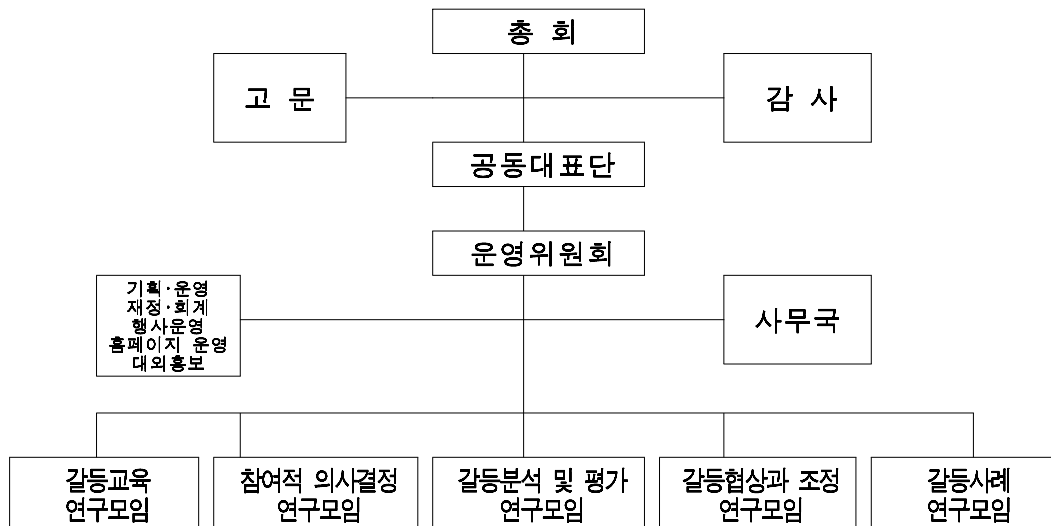 총 회
고 문
감 사
공동대표단
운영위원회
기획·운영
재정·회계
행사운영
홈페이지 운영
대외홍보
사무국
갈등교육
연구모임
참여적 의사결정
연구모임
갈등분석 및 평가
연구모임
갈등협상과 조정
연구모임
갈등사례
연구모임